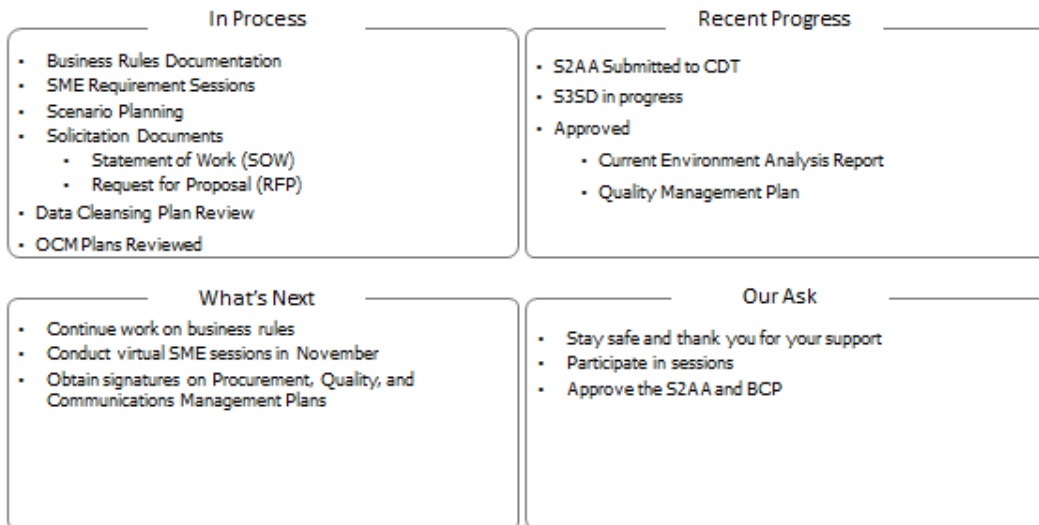 In Process
• Business Rules Documentation
• SME Requirement Sessions
• Scenario Planning
• Solicitation Documents
• Statement of Work (SOW)
• Request for Proposal (RFP)
• Data Cleansing Plan Review
• OCM Plans Reviewed
Recent Progress
• S2AA Submitted to CDT
• S3SD in progress
• Approved
• Current Environment Analysis Report
• Quality Management Plan
What's Next
• Continue work on business rules
• Conduct virtual SME sessions in November
• Obtain signatures on Procurement, Quality, and
Communications Management Plans
Our Ask
• Stay safe and thank you for your support
• Participate in sessions
• Approve the S2AA and BCP